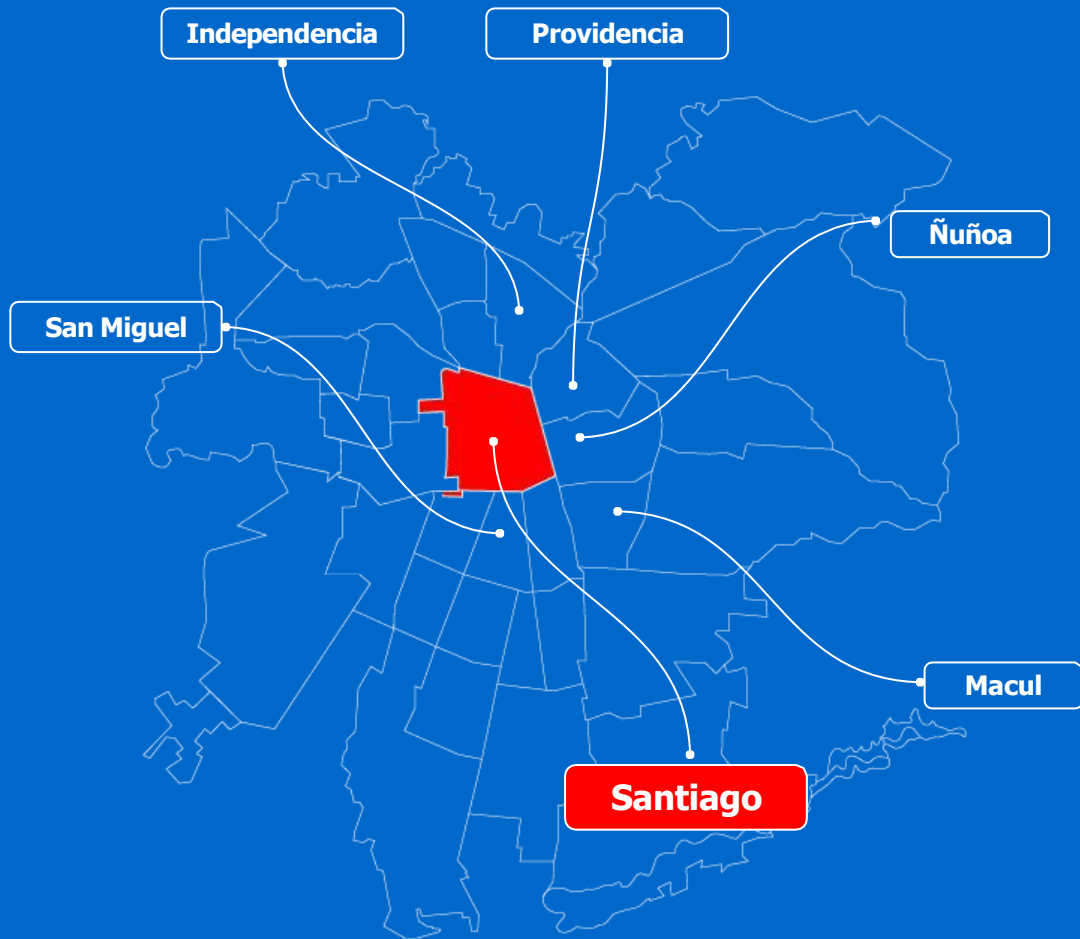 Independencia
Providencia
Ñuñoa
San Miguel
Macul
Santiago